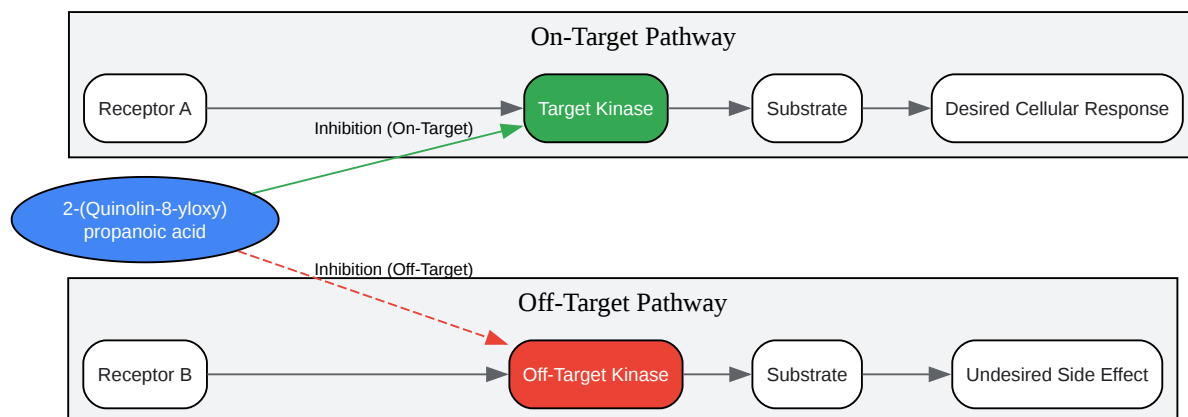 On-Target Pathway
Receptor A
Target Kinase
Substrate
Desired Cellular Response
Inhibition (On-Target)
2-(Quinolin-8-yloxy)
propanoic acid
Inhibition (Off-Target)
Off-Target Pathway
Receptor B
Off-Target Kinase
Substrate
Undesired Side Effect